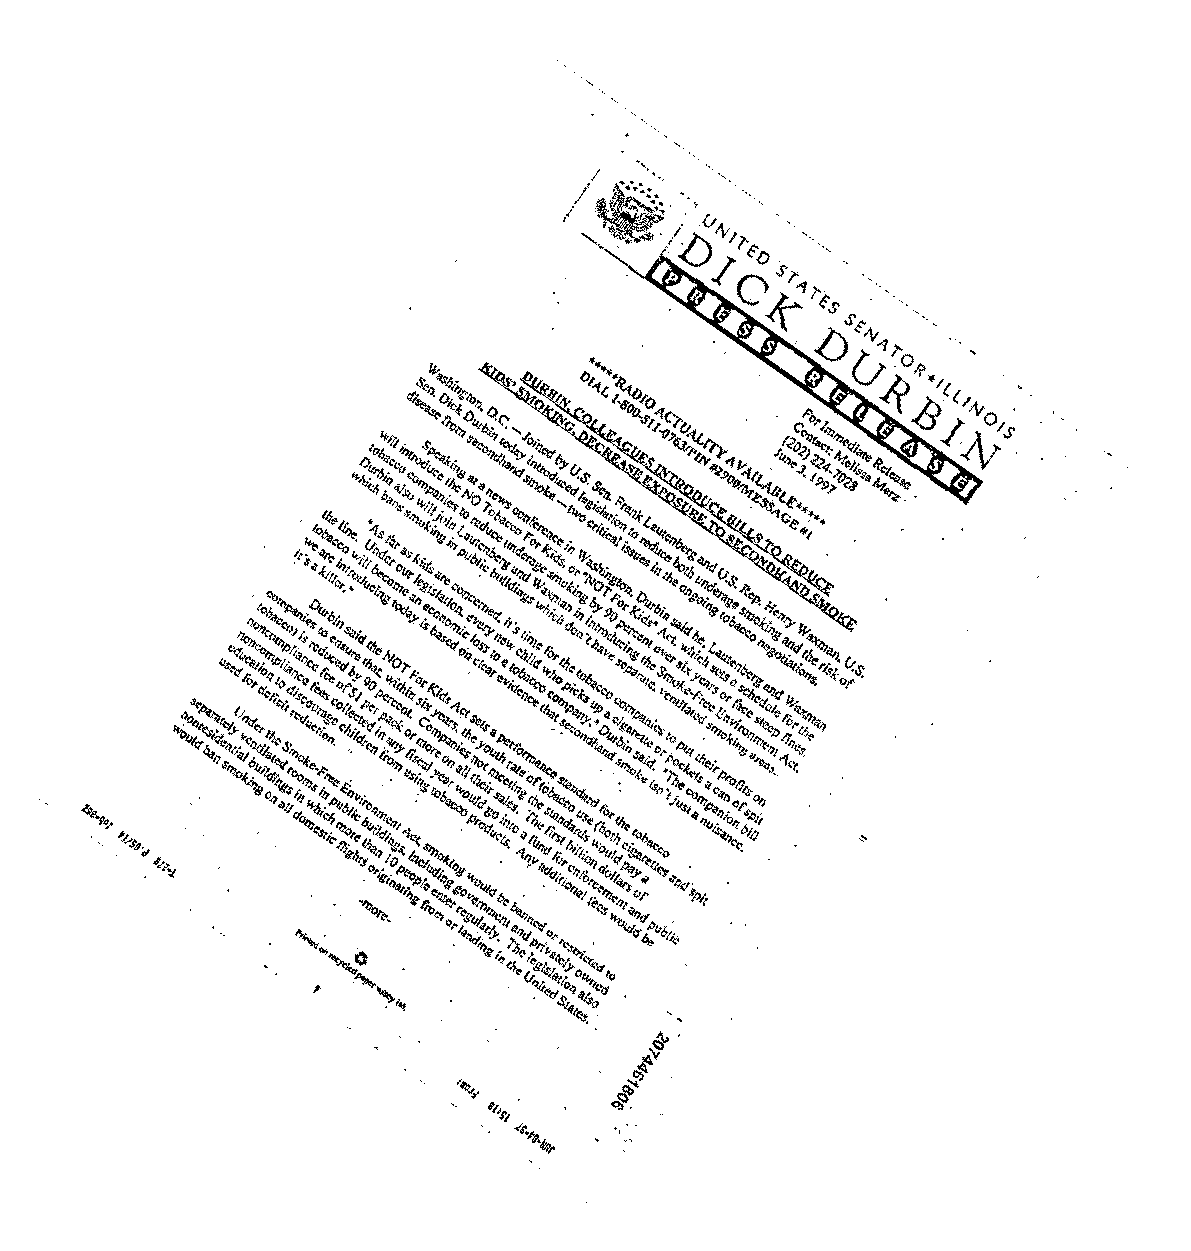 UNITED STATES SENATOR★ILLINOIS
DICK DURBIN
PRESS RELEASE
For Immediate Release
Contact: Melissa Merz
(202) 224-7028
June 3, 1997
*****RADIO ACTUALITY AVAILABLE*****
DIAL 1-800-511-0763/PIN #2900/MESSAGE #1
DURBIN, COLLEAGUES INTRODUCE BILLS TO REDUCE
KIDS' SMOKING, DECREASE EXPOSURE TO SECONDHAND SMOKE
Washington, D.C. — Joined by U.S. Sen. Frank Lautenberg and U.S. Rep. Henry Waxman, U.S.
Sen. Dick Durbin today introduced legislation to reduce both underage smoking and the risk of
disease from secondhand smoke — two critical issues in the ongoing tobacco negotiations.
Speaking at a news conference in Washington, Durbin said he, Lautenberg and Waxman
will introduce the NO Tobacco For Kids, or "NOT For Kids" Act, which sets a schedule for the
tobacco companies to reduce underage smoking by 90 percent over six years or face steep fines.
Durbin also will join Lautenberg and Waxman in introducing the Smoke-Free Environment Act,
which bans smoking in public buildings which don't have separate, ventilated smoking areas.
"As far as kids are concerned, it's time for the tobacco companies to put their profits on
the line. Under our legislation, every new child who picks up a cigarette or pockets a can of spit
tobacco will become an economic loss to a tobacco company," Durbin said. "The companion bill
we are introducing today is based on clear evidence that secondhand smoke isn't just a nuisance.
It's a killer."
Durbin said the NOT For Kids Act sets a performance standard for the tobacco
companies to ensure that, within six years, the youth rate of tobacco use (both cigarettes and spit
tobacco) is reduced by 90 percent. Companies not meeting the standards would pay a
noncompliance fee of $1 per pack or more on all their sales. The first billion dollars of
noncompliance fees collected in any fiscal year would go into a fund for enforcement and public
education to discourage children from using tobacco products. Any additional fees would be
used for deficit reduction.
Under the Smoke-Free Environment Act, smoking would be banned or restricted to
separately ventilated rooms in public buildings, including government and privately owned
nonresidential buildings in which more than 10 people enter regularly. The legislation also
would ban smoking on all domestic flights originating from or landing in the United States.
-more-
Printed on recycled paper
2074461806
JUN-04-97 15:18 From: